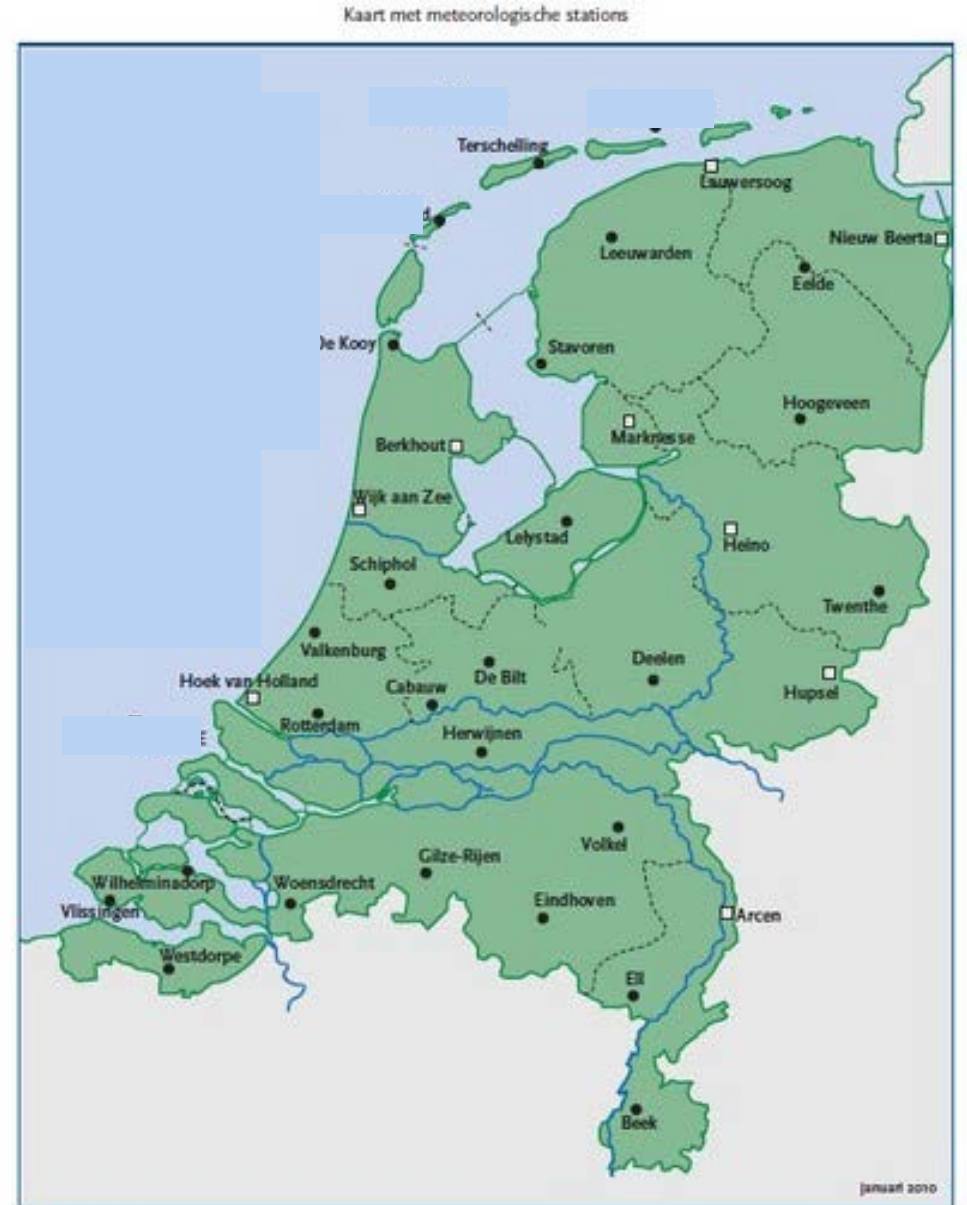 Kaart met meteorologische stations
Terschelling
Lauwersoog
d
Nieuw Beerta
Leeuwarden
Eelde
De Kooy
Stavoren
Hoogeveen
Marknesse
Berkhout
Wijk aan Zee
Lelystad
Heino
Schiphol
Twenthe
Valkenburg
Deelen
De Bilt
Hoek van Holland
Cabauw
Hupsel
Rotterdam
Herwijnen
Volkel
Gilze-Rijen
Wilhelminadorp
Woensdrecht
Eindhoven
Vlissingen
Arcen
Westdorpe
Ell
Beek
januari 2010